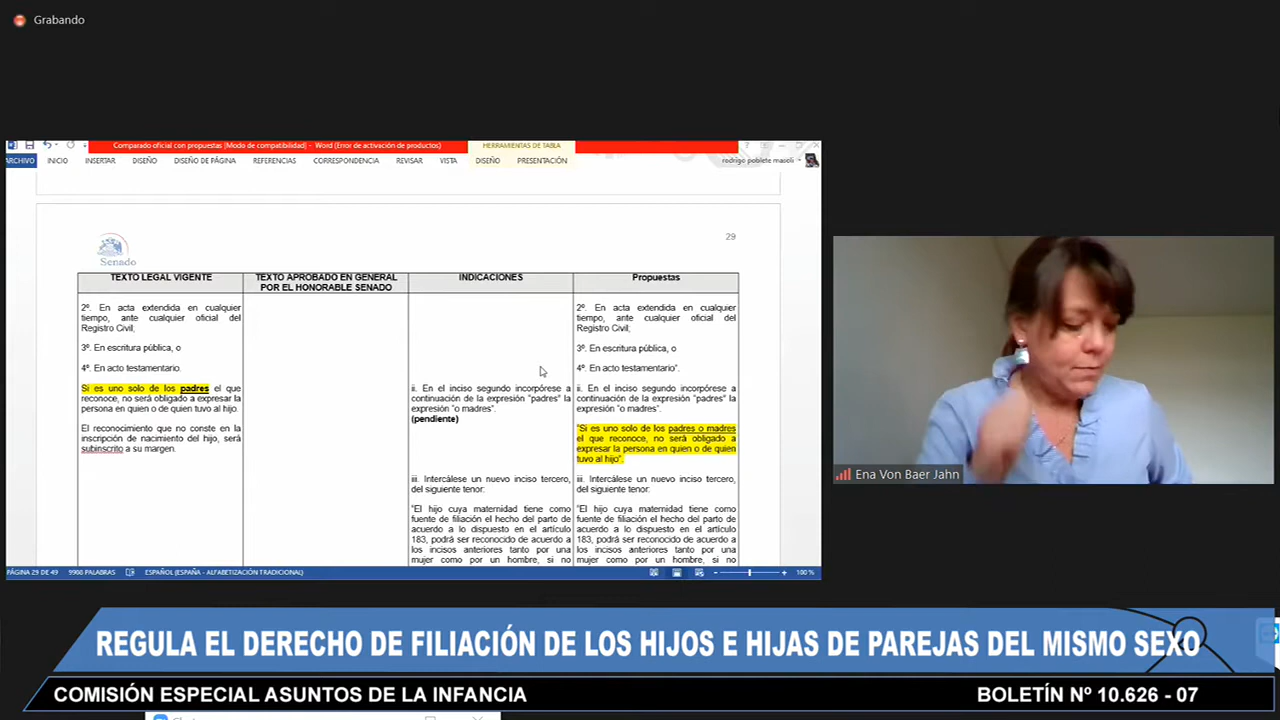 Grabando
Comparado oficial con propuestas [Modo de compatibilidad] - Word (Error de activación de productos)
HERRAMIENTAS DE TABLA
ARCHIVO INICIO INSERTAR DISEÑO DISEÑO DE PÁGINA REFERENCIAS CORRESPONDENCIA REVISAR VISTA DISEÑO PRESENTACIÓN
rodrigo poblete masoli
29
Senado
TEXTO LEGAL VIGENTE
2º. En acta extendida en cualquier
tiempo, ante cualquier oficial del
Registro Civil;
3º. En escritura pública, o
4º. En acto testamentario.
Si es uno solo de los padres el que
reconoce, no será obligado a expresar la
persona en quien o de quien tuvo al hijo.
El reconocimiento que no conste en la
inscripción de nacimiento del hijo, será
subinscrito a su margen.
TEXTO APROBADO EN GENERAL
POR EL HONORABLE SENADO
INDICACIONES
ii. En el inciso segundo incorpórese a
continuación de la expresión "padres" la
expresión "o madres".
(pendiente)
iii. Intercálese un nuevo inciso tercero,
del siguiente tenor:
"El hijo cuya maternidad tiene como
fuente de filiación el hecho del parto de
acuerdo a lo dispuesto en el artículo
183, podrá ser reconocido de acuerdo a
los incisos anteriores tanto por una
mujer como por un hombre, si no
Propuestas
2º. En acta extendida en cualquier
tiempo, ante cualquier oficial del
Registro Civil;
3º. En escritura pública, o
4º. En acto testamentario".
ii. En el inciso segundo incorpórese a
continuación de la expresión "padres" la
expresión "o madres".
"Si es uno solo de los padres o madres
el que reconoce, no será obligado a
expresar la persona en quien o de quien
tuvo al hijo".
iii. Intercálese un nuevo inciso tercero,
del siguiente tenor:
"El hijo cuya maternidad tiene como
fuente de filiación el hecho del parto de
acuerdo a lo dispuesto en el artículo
183, podrá ser reconocido de acuerdo a
los incisos anteriores tanto por una
mujer como por un hombre, si no
PÁGINA 29 DE 49 9966 PALABRAS ESPAÑOL (ESPAÑA - ALFABETIZACIÓN TRADICIONAL) 100 %
Ena Von Baer Jahn
REGULA EL DERECHO DE FILIACIÓN DE LOS HIJOS E HIJAS DE PAREJAS DEL MISMO SEXO
COMISIÓN ESPECIAL ASUNTOS DE LA INFANCIA
BOLETÍN Nº 10.626 - 07